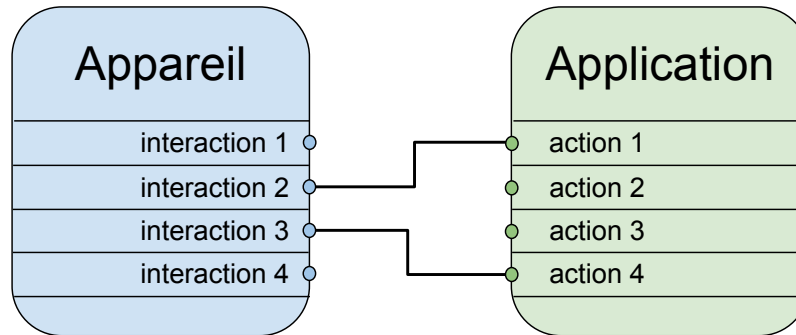 Appareil
interaction 1
interaction 2
interaction 3
interaction 4
Application
action 1
action 2
action 3
action 4